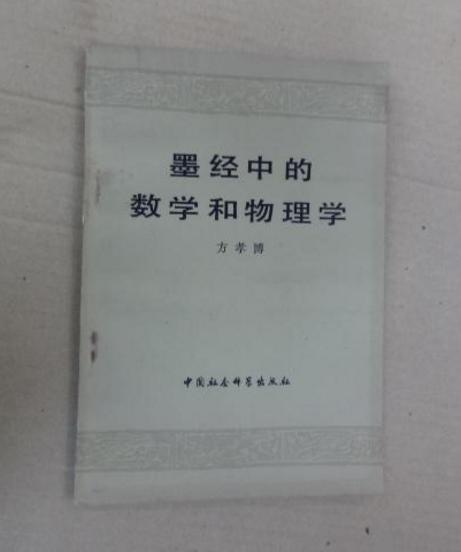 墨经中的
数学和物理学
方孝博
中国社会科学出版社